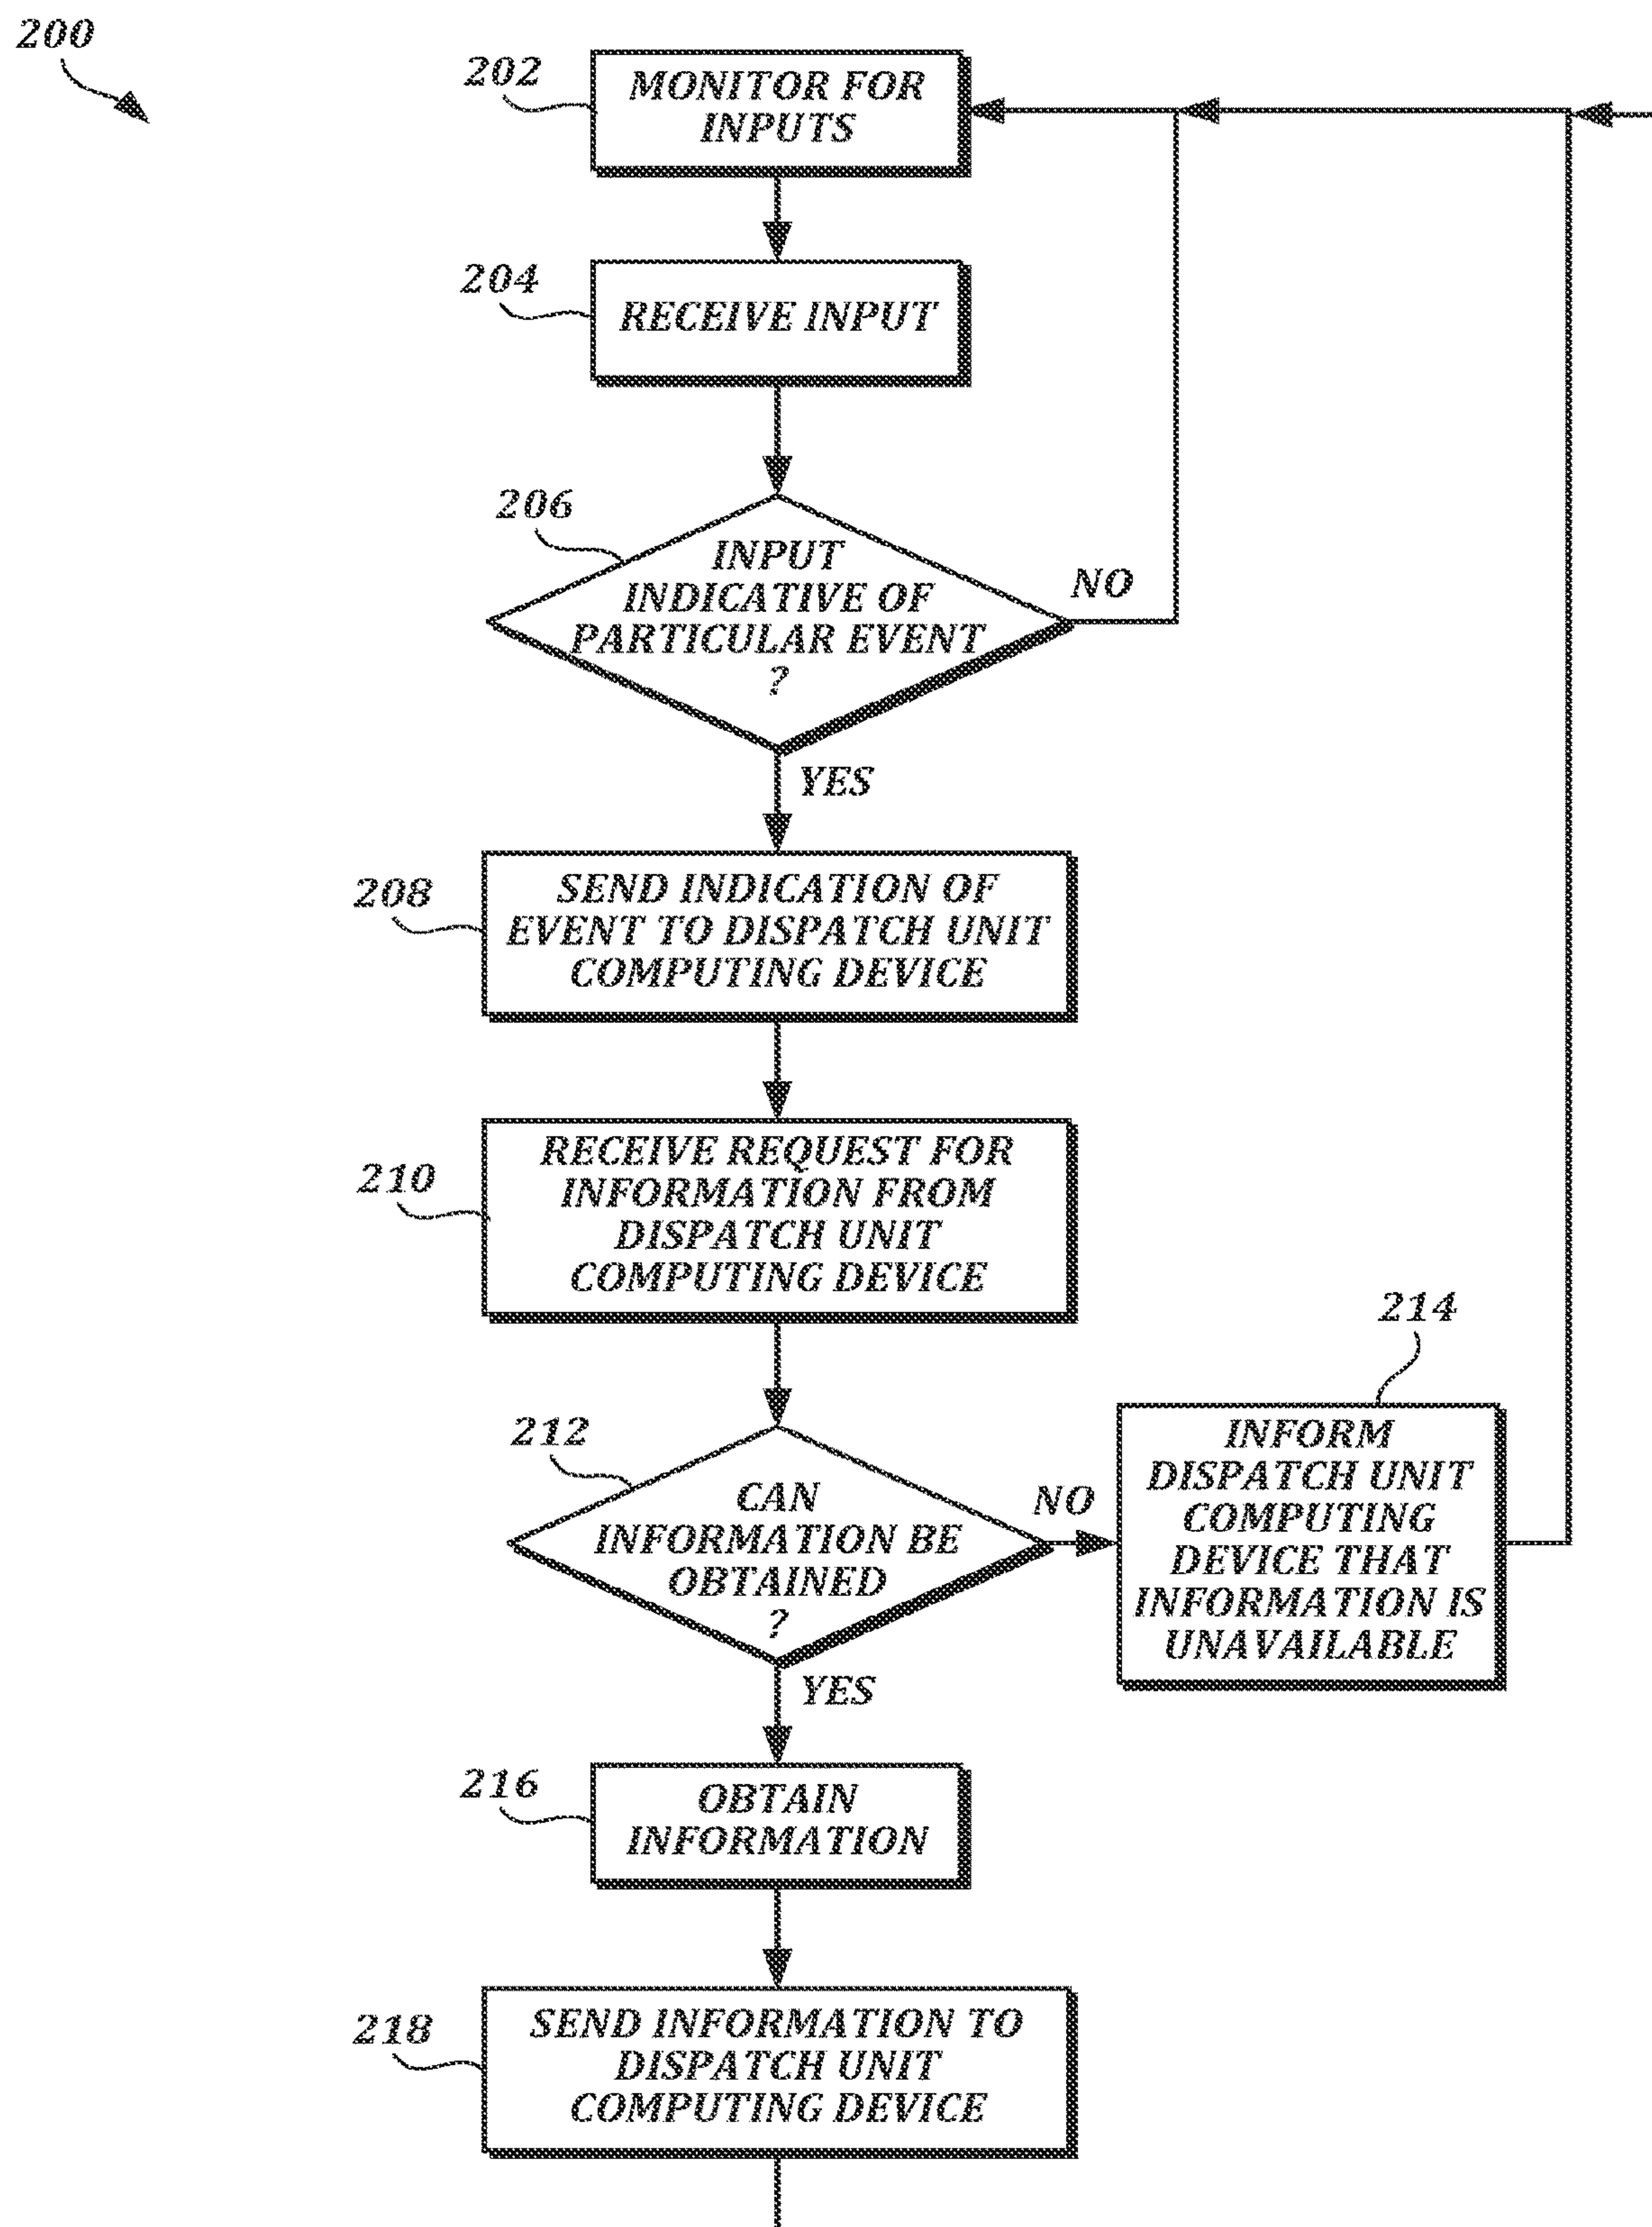 200
202
MONITOR FOR
INPUTS
204
RECEIVE INPUT
206
INPUT
INDICATIVE OF
PARTICULAR EVENT
?
NO
YES
208
SEND INDICATION OF
EVENT TO DISPATCH UNIT
COMPUTING DEVICE
210
RECEIVE REQUEST FOR
INFORMATION FROM
DISPATCH UNIT
COMPUTING DEVICE
212
CAN
INFORMATION BE
OBTAINED
?
NO
214
INFORM
DISPATCH UNIT
COMPUTING
DEVICE THAT
INFORMATION IS
UNAVAILABLE
YES
216
OBTAIN
INFORMATION
218
SEND INFORMATION TO
DISPATCH UNIT
COMPUTING DEVICE